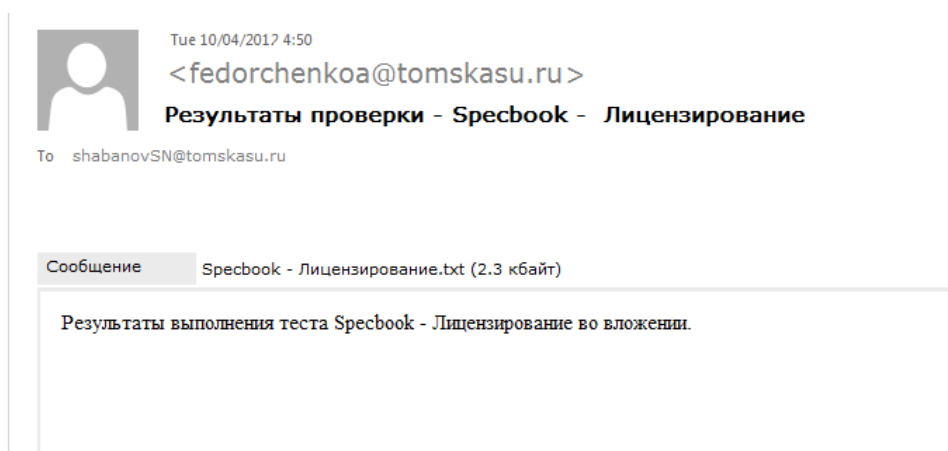 Tue 10/04/2012 4:50
<fedorchenkoa@tomskasu.ru>
Результаты проверки - Specbook - Лицензирование
To shabanovSN@tomskasu.ru
Сообщение Specbook - Лицензирование.txt (2.3 кбайт)
Результаты выполнения теста Specbook - Лицензирование во вложении.